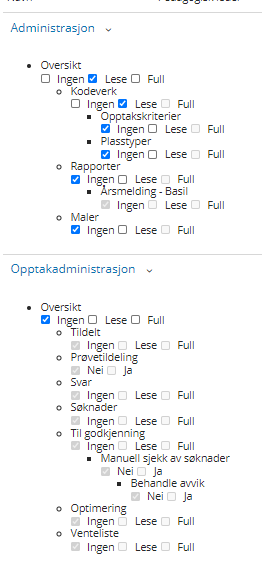 Administrasjon
Oversikt
Ingen Lese Full
Kodeverk
Ingen Lese Full
Opptakskriterier
Ingen Lese Full
Plasstyper
Ingen Lese Full
Rapporter
Ingen Lese Full
Årsmelding - Basil
Ingen Lese Full
Maler
Ingen Lese Full
Opptakadministrasjon
Oversikt
Ingen Lese Full
Tildelt
Ingen Lese Full
Prøvetildeling
Nei Ja
Svar
Ingen Lese Full
Søknader
Ingen Lese Full
Til godkjenning
Ingen Lese Full
Manuell sjekk av søknader
Nei Ja
Behandle avvik
Nei Ja
Optimering
Ingen Lese Full
Venteliste
Ingen Lese Full